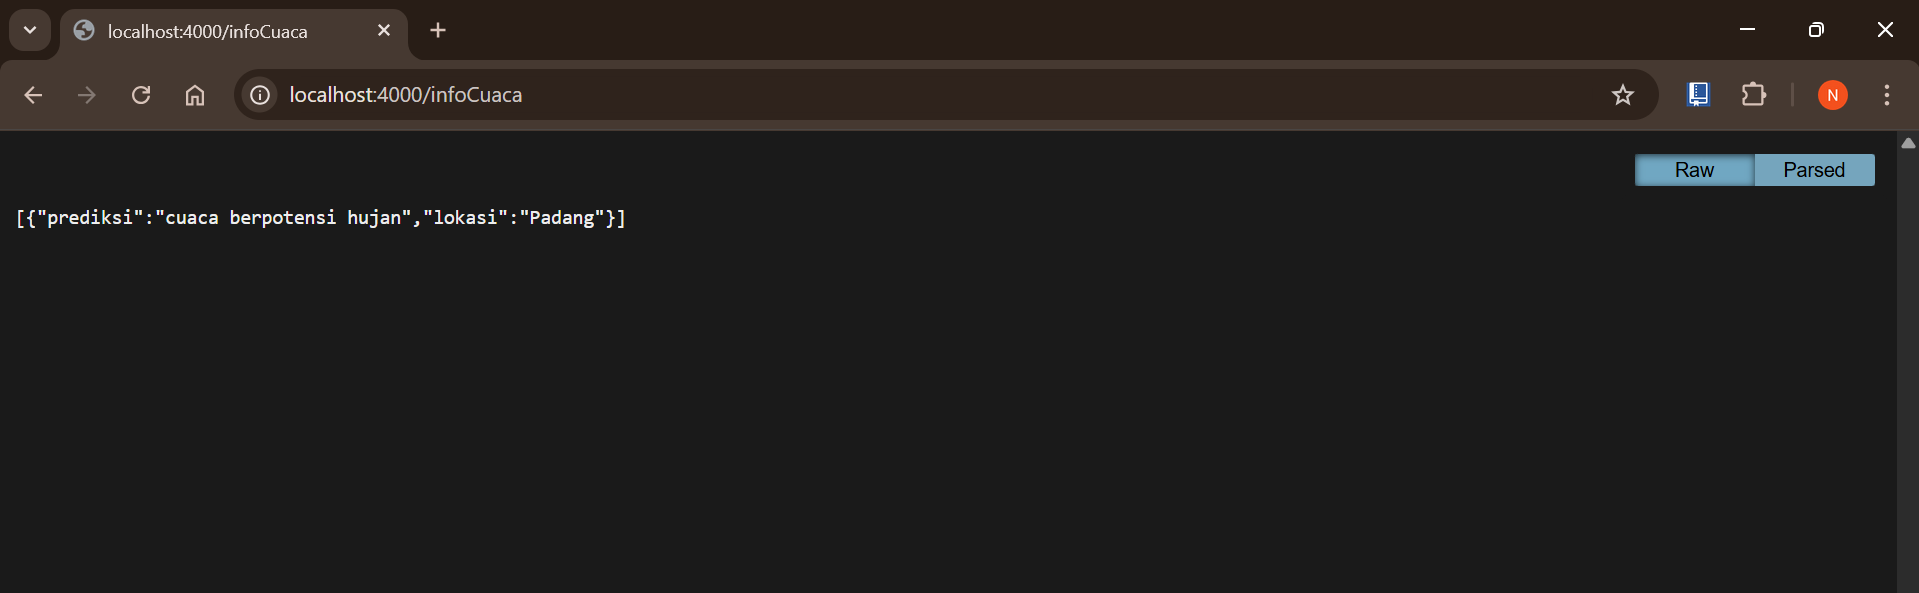 localhost:4000/infoCuaca
localhost:4000/infoCuaca
N
Raw Parsed
[{"prediksi":"cuaca berpotensi hujan","lokasi":"Padang"}]